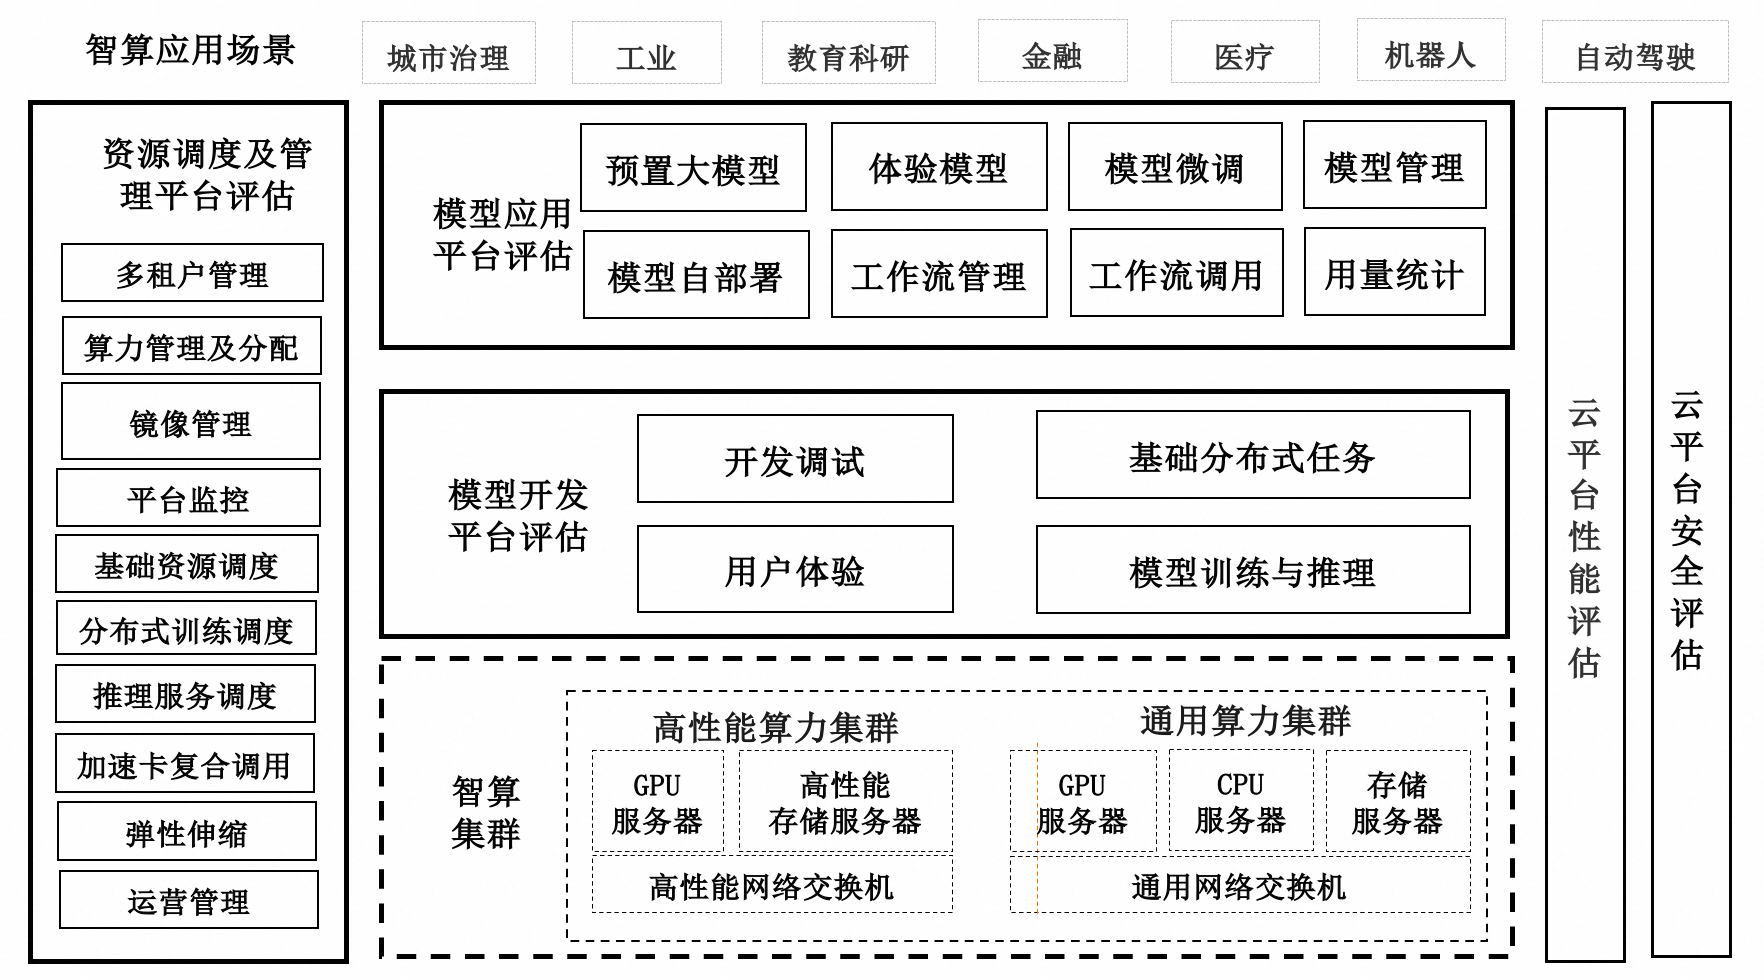 智算应用场景
城市治理
工业
教育科研
金融
医疗
机器人
自动驾驶
资源调度及管
理平台评估
多租户管理
算力管理及分配
镜像管理
平台监控
基础资源调度
分布式训练调度
推理服务调度
加速卡复合调用
弹性伸缩
运营管理
模型应用
平台评估
预置大模型
体验模型
模型微调
模型管理
模型自部署
工作流管理
工作流调用
用量统计
模型开发
平台评估
开发调试
基础分布式任务
用户体验
模型训练与推理
智算
集群
高性能算力集群
GPU
服务器
高性能
存储服务器
高性能网络交换机
通用算力集群
GPU
服务器
CPU
服务器
存储
服务器
通用网络交换机
云平台性能评估
云平台安全评估